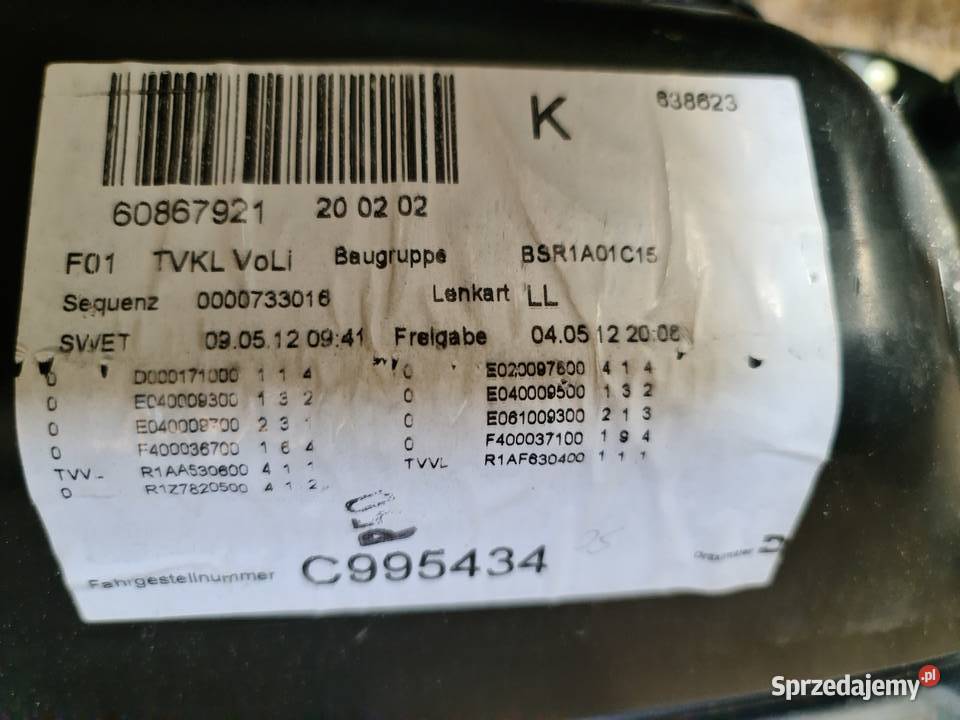 K 638623
60867921 20 02 02
F01 TVKL VoLi Baugruppe BSR1A01C15
Sequenz 0000733016 Lenkart LL
SWET 09.05.12 09:41 Freigabe 04.05 12 20:06
0 D000171000 1 1 4 0 E020097600 4 1 4
0 E040009300 1 3 2 0 E040009500 1 3 2
0 E040009700 2 3 1 0 E061009300 2 1 3
0 F400036700 1 6 4 0 F400037100 1 9 4
R1AA530600 4 1 1 TVVL R1AF630400 1 1 1
0 R1Z7820500 4 1 2
Fahrgestellnummer C995434
Dräxlmaier
Sprzedajemy.pl